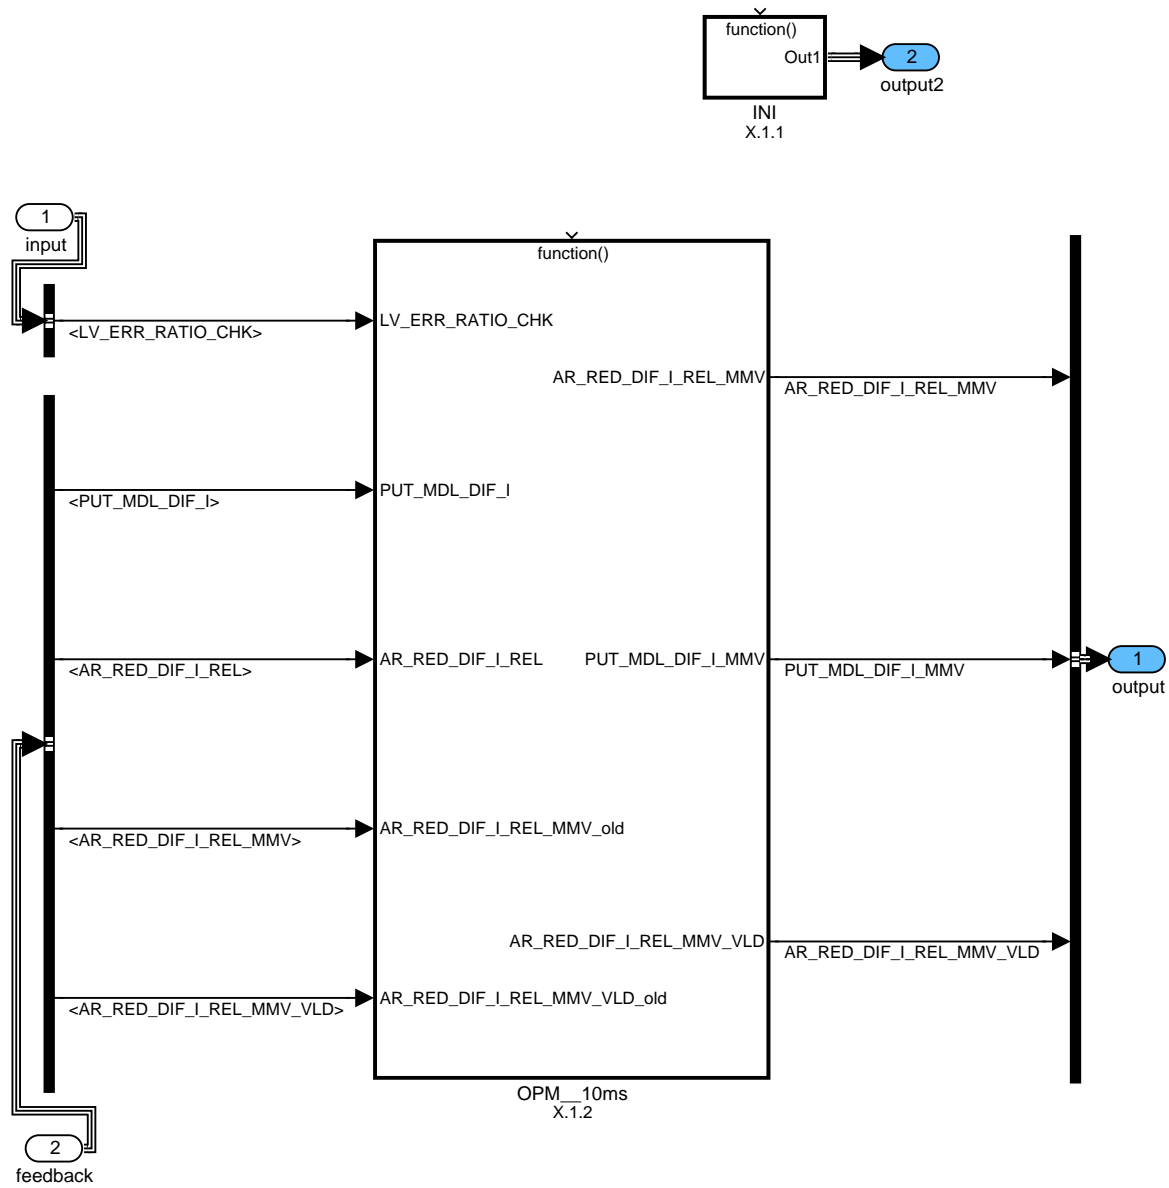 function()
Out1
2
output2
INI
X.1.1
1
input
function()
<LV_ERR_RATIO_CHK>
LV_ERR_RATIO_CHK
AR_RED_DIF_I_REL_MMV
AR_RED_DIF_I_REL_MMV
<PUT_MDL_DIF_I>
PUT_MDL_DIF_I
<AR_RED_DIF_I_REL>
AR_RED_DIF_I_REL
PUT_MDL_DIF_I_MMV
PUT_MDL_DIF_I_MMV
1
output
<AR_RED_DIF_I_REL_MMV>
AR_RED_DIF_I_REL_MMV_old
AR_RED_DIF_I_REL_MMV_VLD
AR_RED_DIF_I_REL_MMV_VLD
<AR_RED_DIF_I_REL_MMV_VLD>
AR_RED_DIF_I_REL_MMV_VLD_old
OPM__10ms
X.1.2
2
feedback